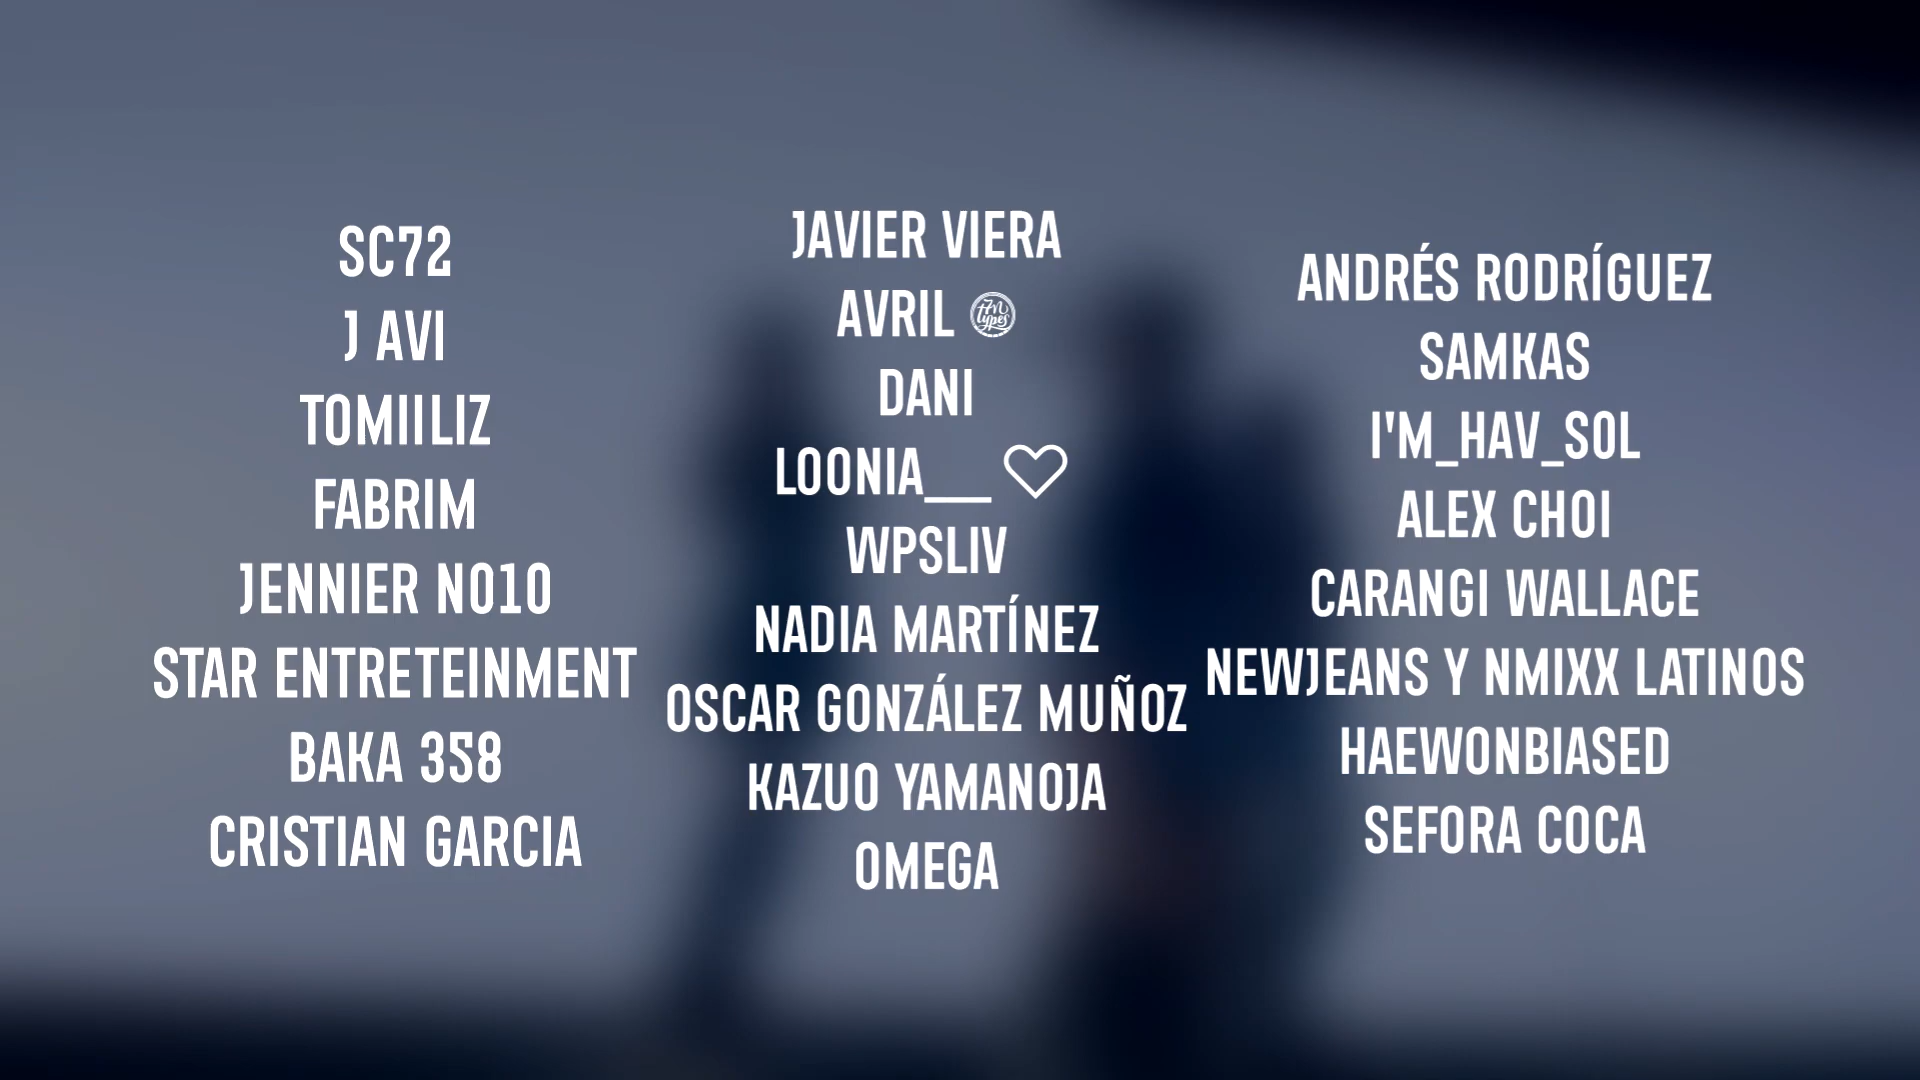 SC72
J AVI
TOMIILIZ
FABRIM
JENNIER NO10
STAR ENTRETEINMENT
BAKA 358
CRISTIAN GARCIA
JAVIER VIERA
AVRIL 7NTypes
DANI
LOONIA__ ♡
WPSLIV
NADIA MARTÍNEZ
OSCAR GONZÁLEZ MUÑOZ
KAZUO YAMANOJA
OMEGA
ANDRÉS RODRÍGUEZ
SAMKAS
I'M_HAV_SOL
ALEX CHOI
CARANGI WALLACE
NEWJEANS Y NMIXX LATINOS
HAEWONBIASED
SEFORA COCA